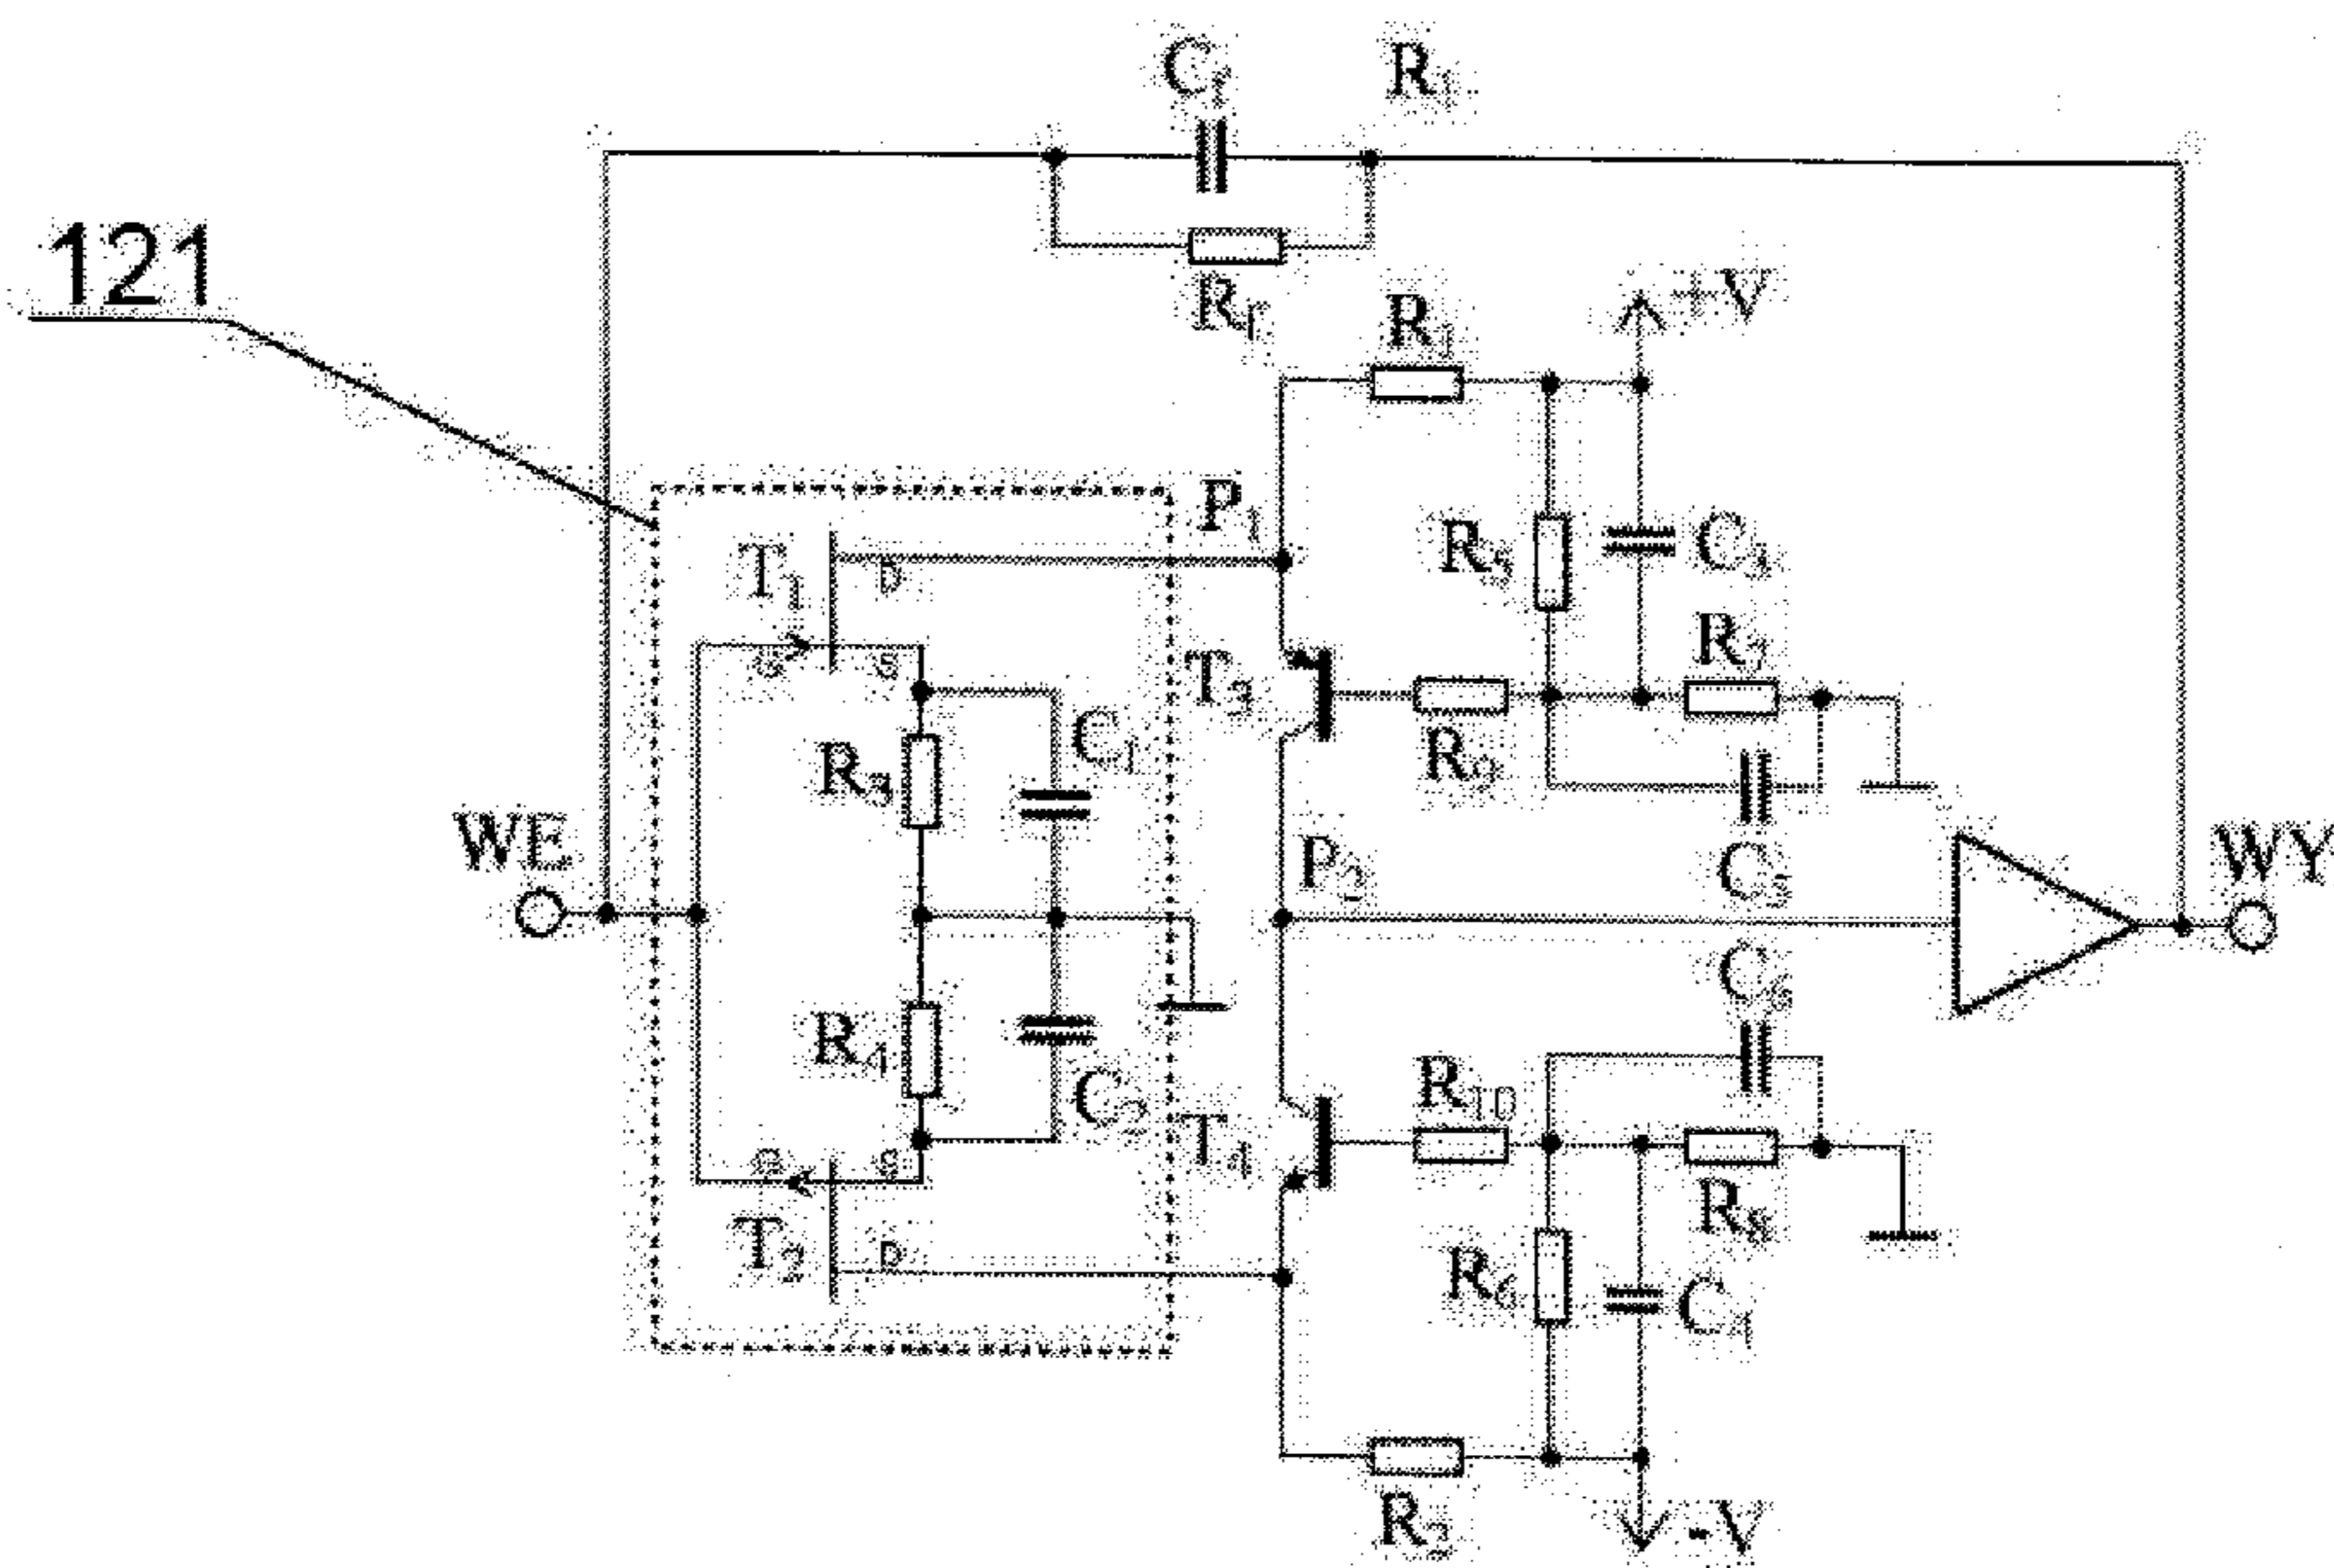 Cf
R1
121
Rf
R1
+V
P1
T1
D
R5
C3
G
S
T3
R7
R3
C1
R9
WE
P2
C5
WY
C6
R4
C2
R10
T4
G
S
R8
T2
D
R6
C4
R2
-V